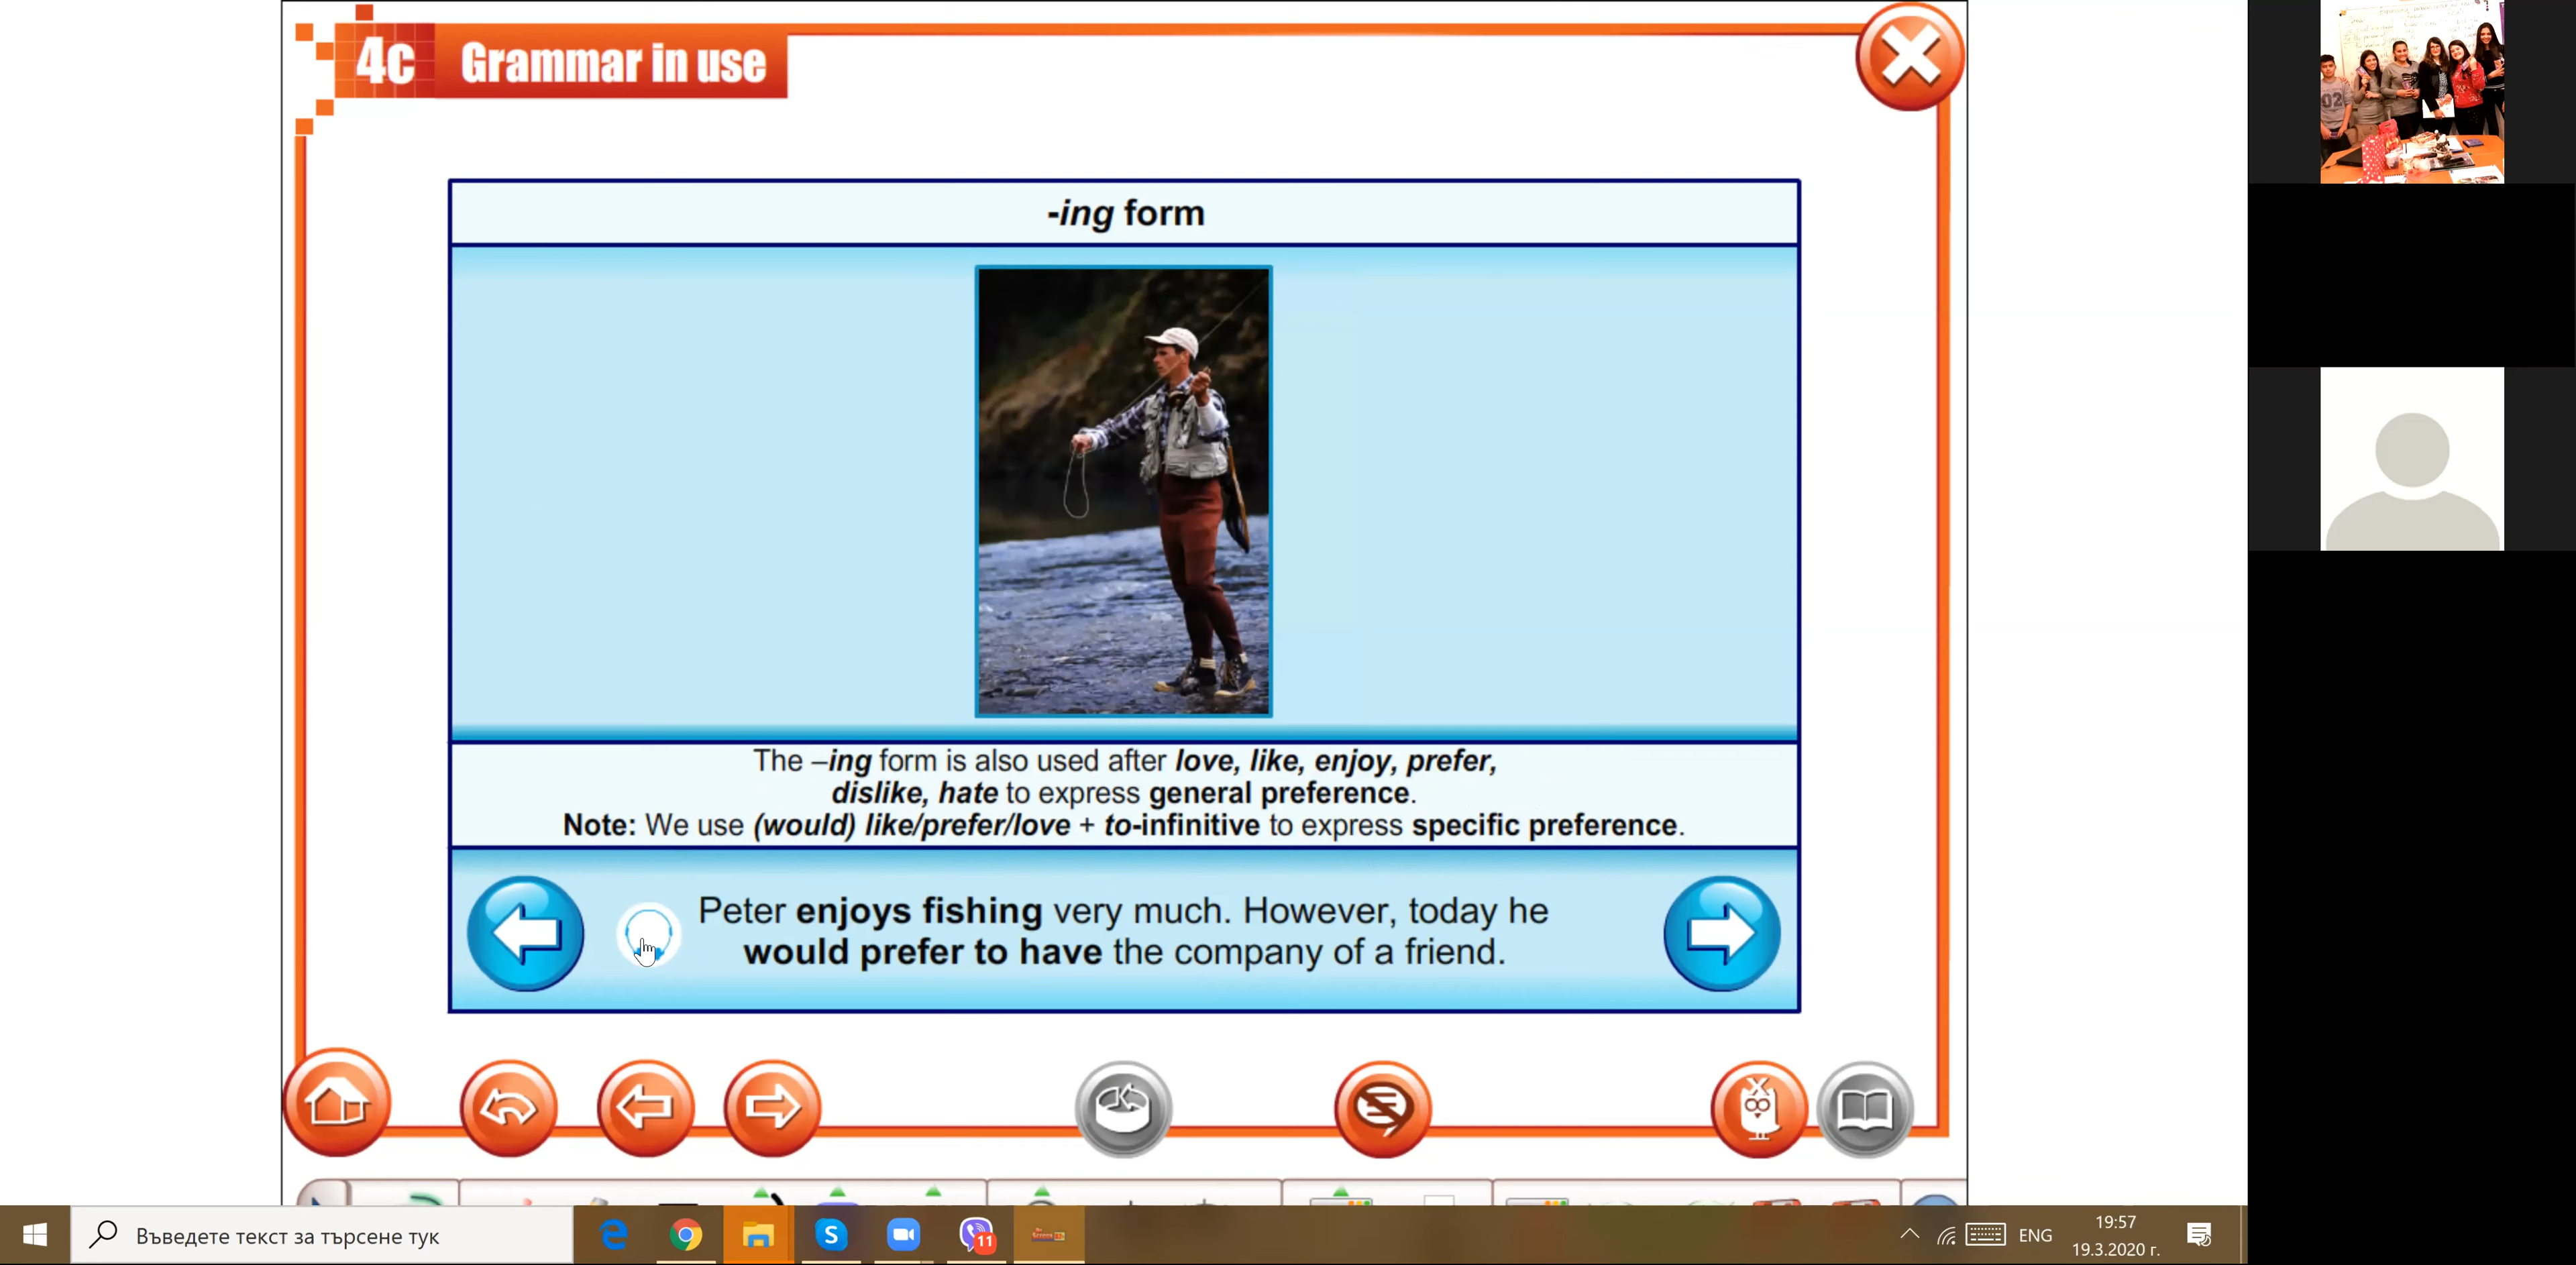 4c Grammar in use
-ing form
The –ing form is also used after love, like, enjoy, prefer,
dislike, hate to express general preference.
Note: We use (would) like/prefer/love + to-infinitive to express specific preference.
Peter enjoys fishing very much. However, today he
would prefer to have the company of a friend.
Въведете текст за търсене тук
11
ENG
19:57
19.3.2020 г.